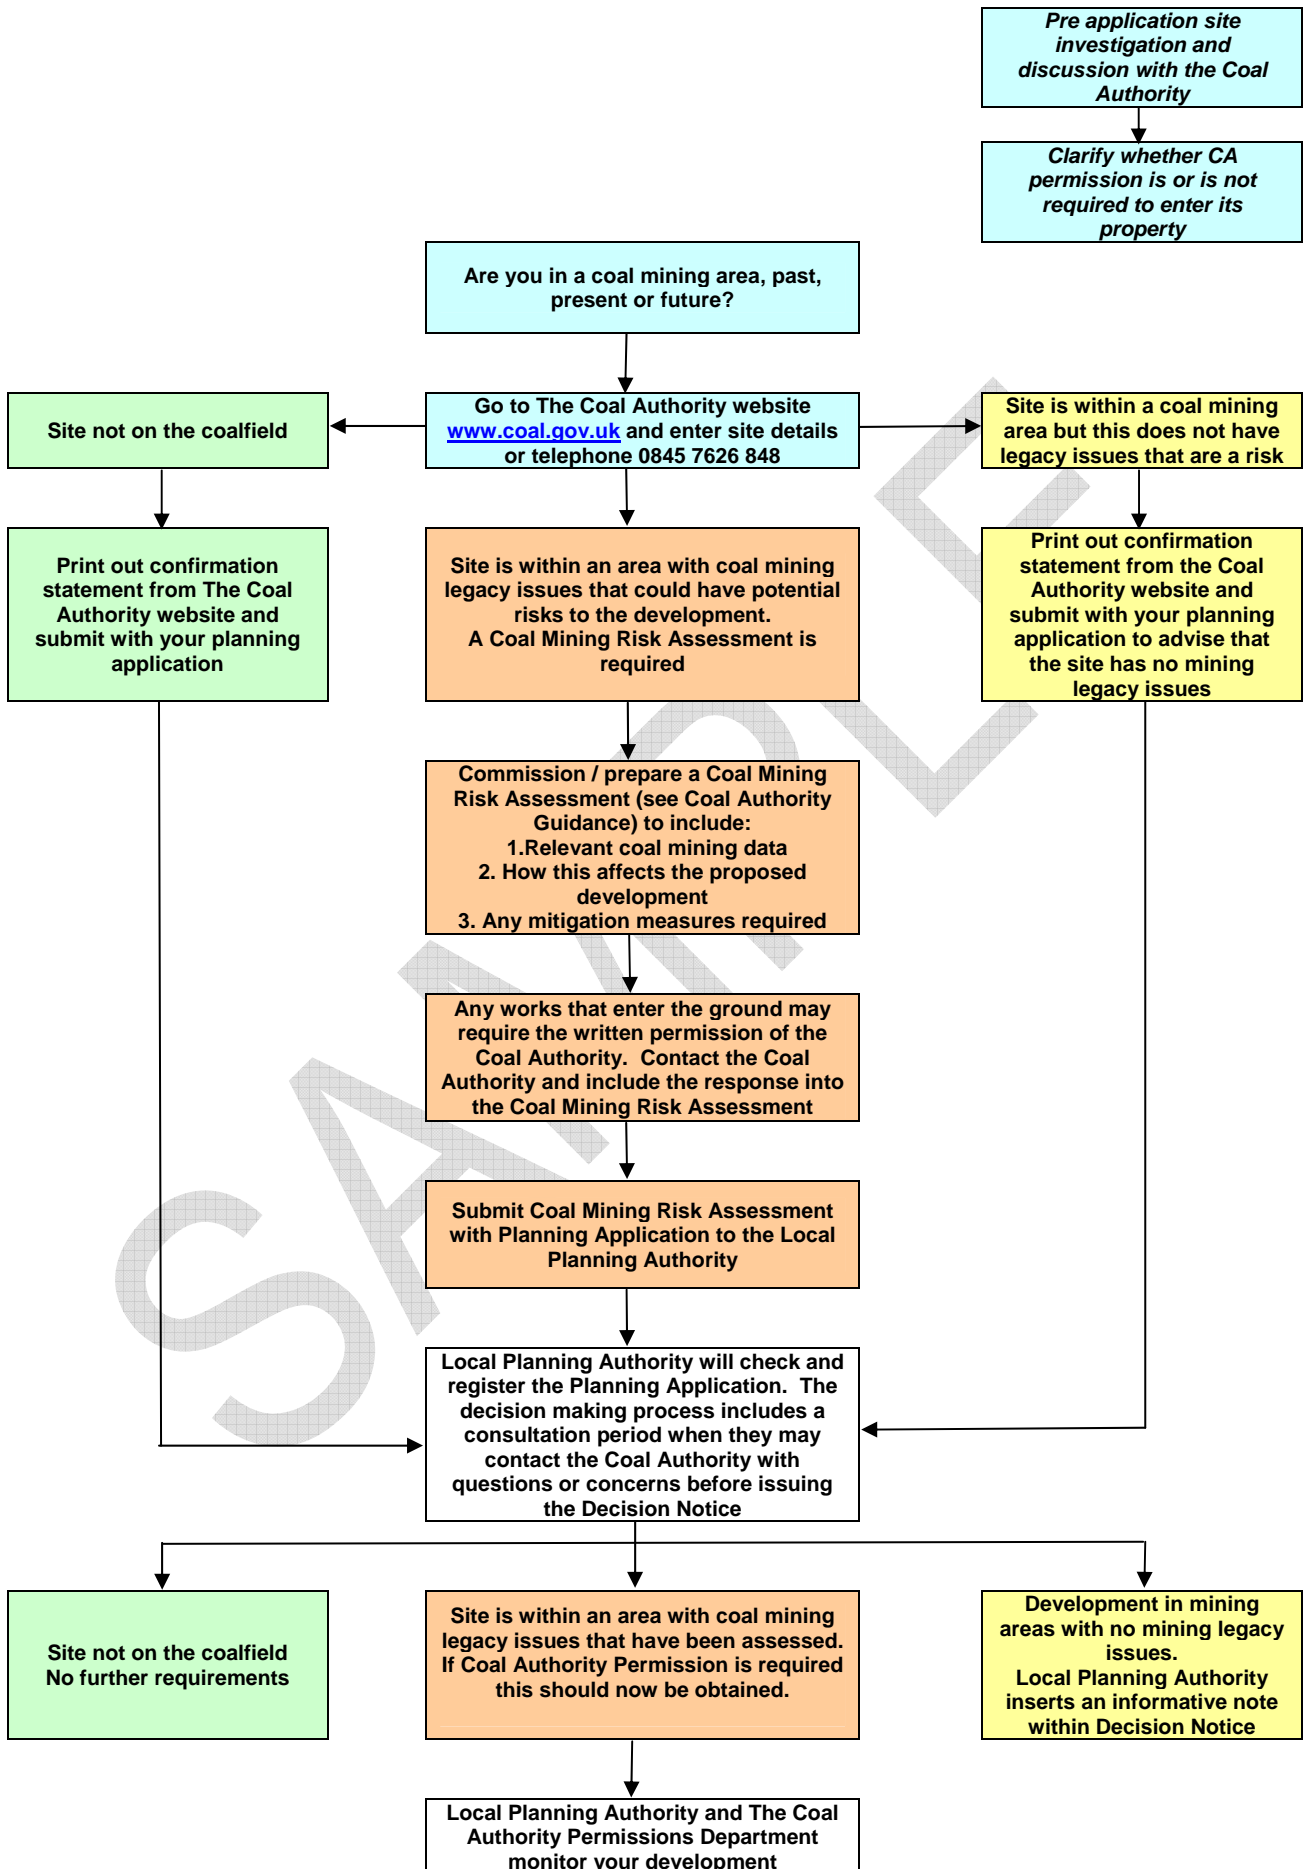 Pre application site
investigation and
discussion with the Coal
Authority
Clarify whether CA
permission is or is not
required to enter its
property
Are you in a coal mining area, past,
present or future?
Site not on the coalfield
Go to The Coal Authority website
www.coal.gov.uk and enter site details
or telephone 0845 7626 848
Site is within a coal mining
area but this does not have
legacy issues that are a risk
Print out confirmation
statement from The Coal
Authority website and
submit with your planning
application
Site is within an area with coal mining
legacy issues that could have potential
risks to the development.
A Coal Mining Risk Assessment is
required
Print out confirmation
statement from the Coal
Authority website and
submit with your planning
application to advise that
the site has no mining
legacy issues
Commission / prepare a Coal Mining
Risk Assessment (see Coal Authority
Guidance) to include:
1.Relevant coal mining data
2. How this affects the proposed
development
3. Any mitigation measures required
Any works that enter the ground may
require the written permission of the
Coal Authority.  Contact the Coal
Authority and include the response into
the Coal Mining Risk Assessment
Submit Coal Mining Risk Assessment
with Planning Application to the Local
Planning Authority
Local Planning Authority will check and
register the Planning Application.  The
decision making process includes a
consultation period when they may
contact the Coal Authority with
questions or concerns before issuing
the Decision Notice
Site not on the coalfield
No further requirements
Site is within an area with coal mining
legacy issues that have been assessed.
If Coal Authority Permission is required
this should now be obtained.
Development in mining
areas with no mining legacy
issues.
Local Planning Authority
inserts an informative note
within Decision Notice
Local Planning Authority and The Coal
Authority Permissions Department
monitor your development
SAMPLE